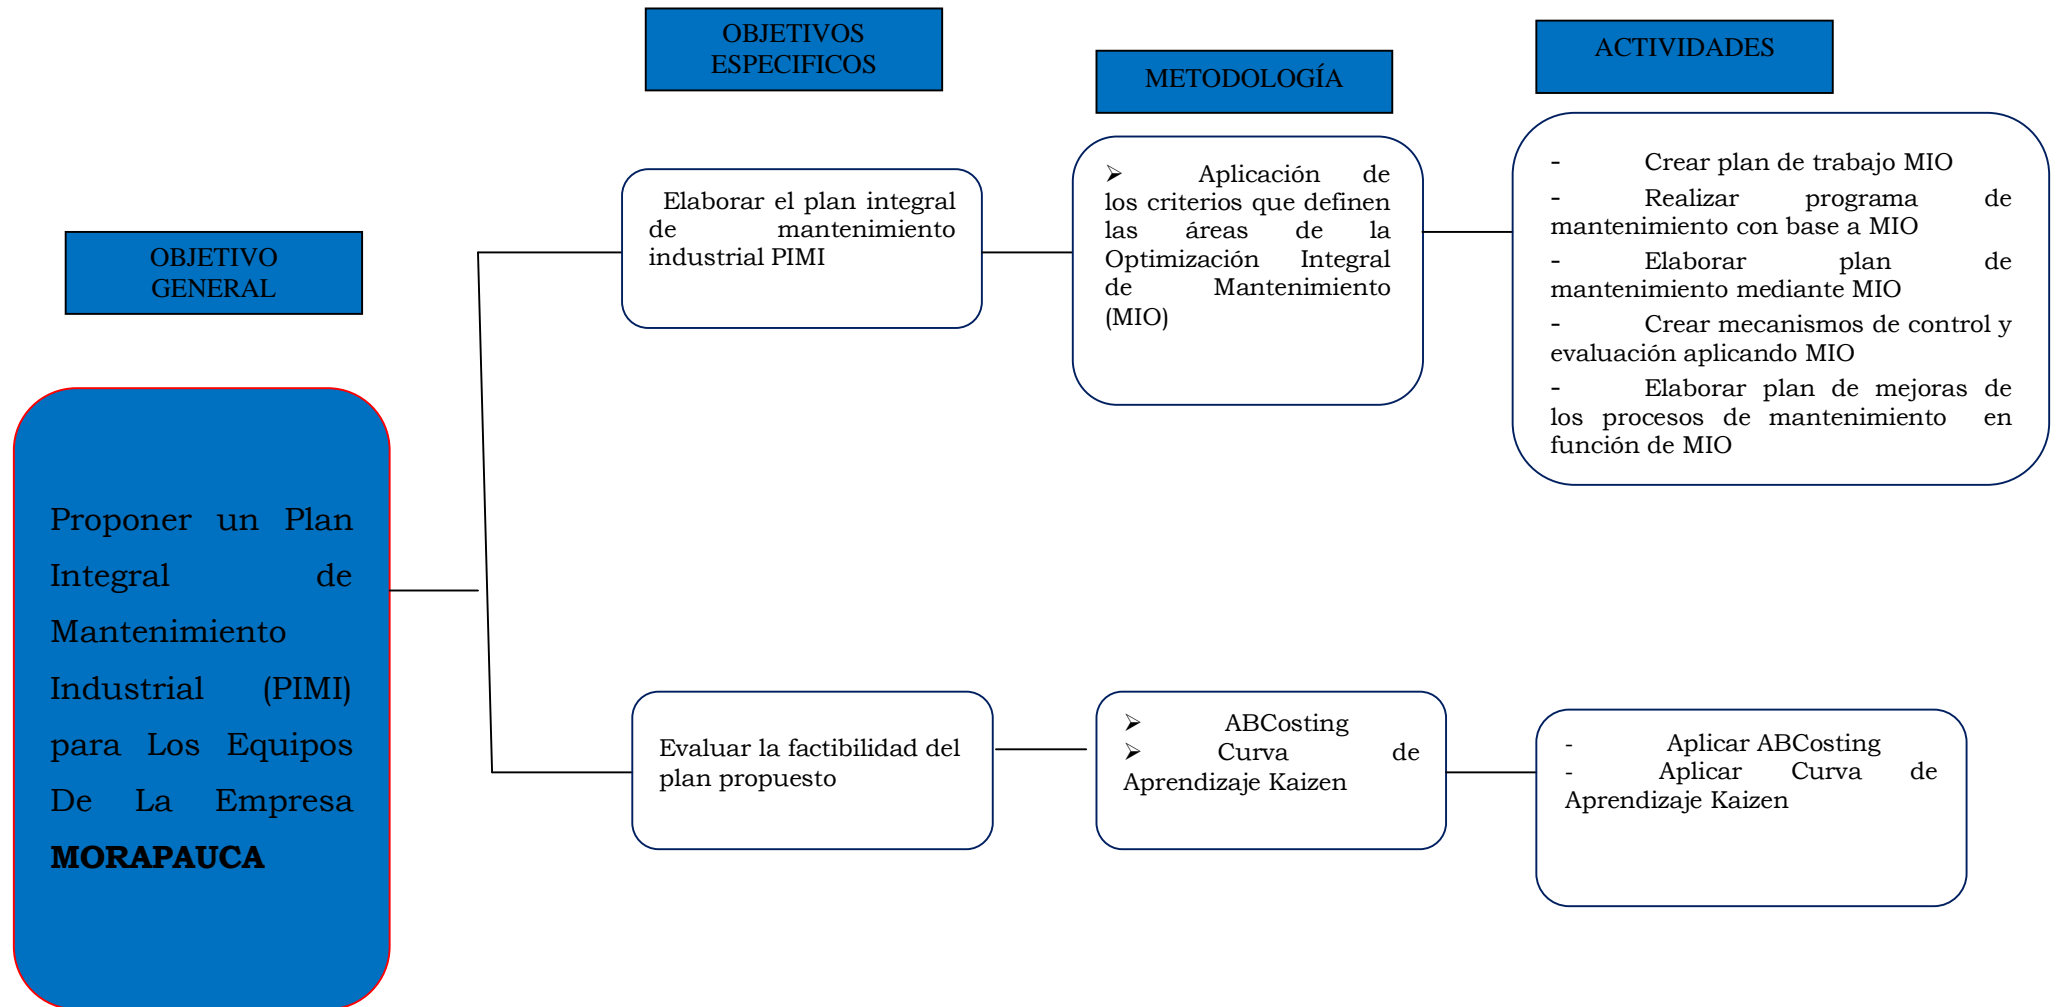 OBJETIVO
GENERAL
Proponer un Plan
Integral de
Mantenimiento
Industrial (PIMI)
para Los Equipos
De La Empresa
MORAPAUCA
OBJETIVOS
ESPECIFICOS
Elaborar el plan integral
de mantenimiento
industrial PIMI
Evaluar la factibilidad del
plan propuesto
METODOLOGÍA
➢ Aplicación de
los criterios que definen
las áreas de la
Optimización Integral
de Mantenimiento
(MIO)
➢ ABCosting
➢ Curva de
Aprendizaje Kaizen
ACTIVIDADES
- Crear plan de trabajo MIO
- Realizar programa de
mantenimiento con base a MIO
- Elaborar plan de
mantenimiento mediante MIO
- Crear mecanismos de control y
evaluación aplicando MIO
- Elaborar plan de mejoras de
los procesos de mantenimiento en
función de MIO
- Aplicar ABCosting
- Aplicar Curva de
Aprendizaje Kaizen